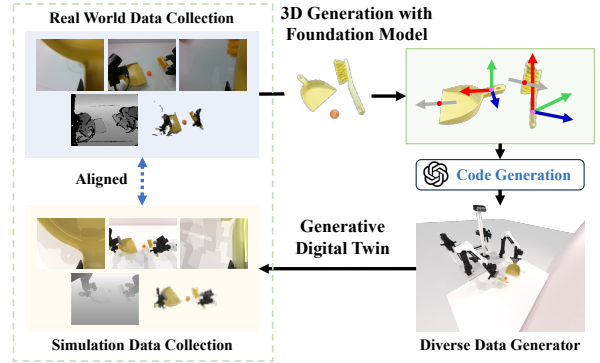 Real World Data Collection
3D Generation with
Foundation Model
Aligned
Code Generation
Generative
Digital Twin
Simulation Data Collection
Diverse Data Generator